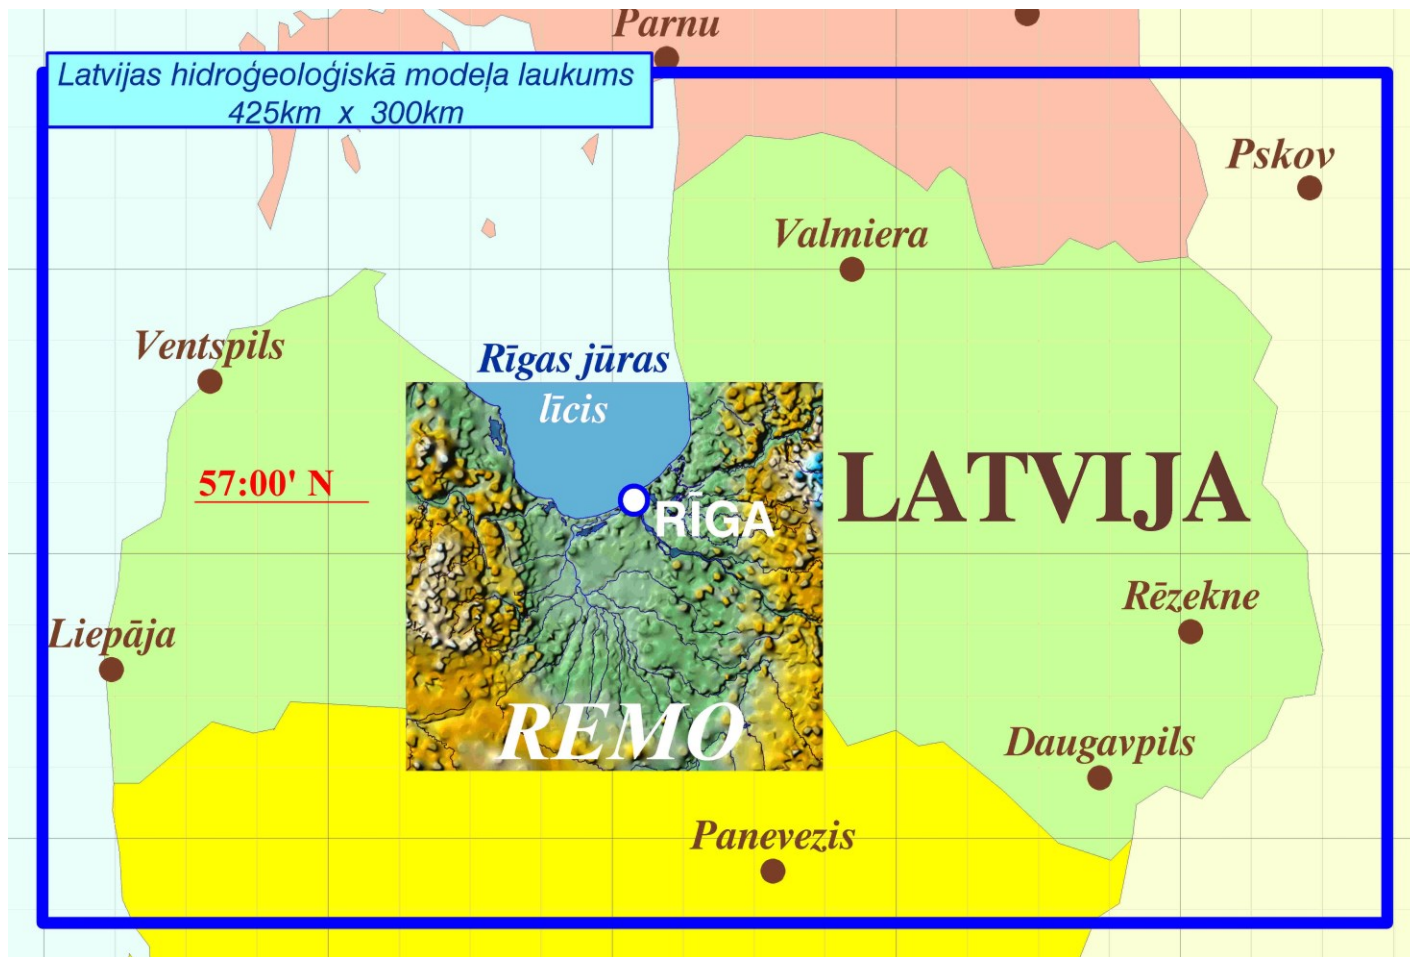 Parnu
Latvijas hidroģeoloģiskā modeļa laukums
425km x 300km
Pskov
Valmiera
Ventspils
Rīgas jūras
līcis
57:00' N
LATVIJA
RĪGA
Rēzekne
Liepāja
REMO
Daugavpils
Panevezis